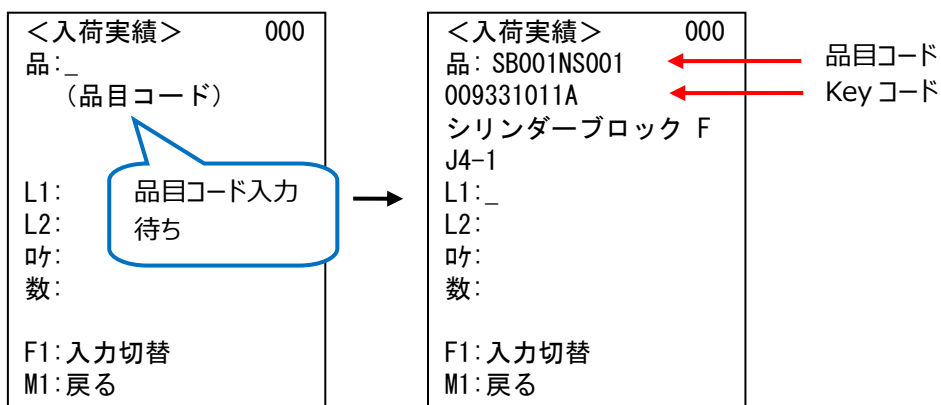 ＜入荷実績＞ 000
品:_
（品目コード）
品目コード入力
待ち
L1:
L2:
ﾛｹ:
数:
F1:入力切替
M1:戻る
＜入荷実績＞ 000
品: SB001NS001
009331011A
シリンダーブロック F
J4-1
L1:_
L2:
ﾛｹ:
数:
F1:入力切替
M1:戻る
品目コード
Key コード